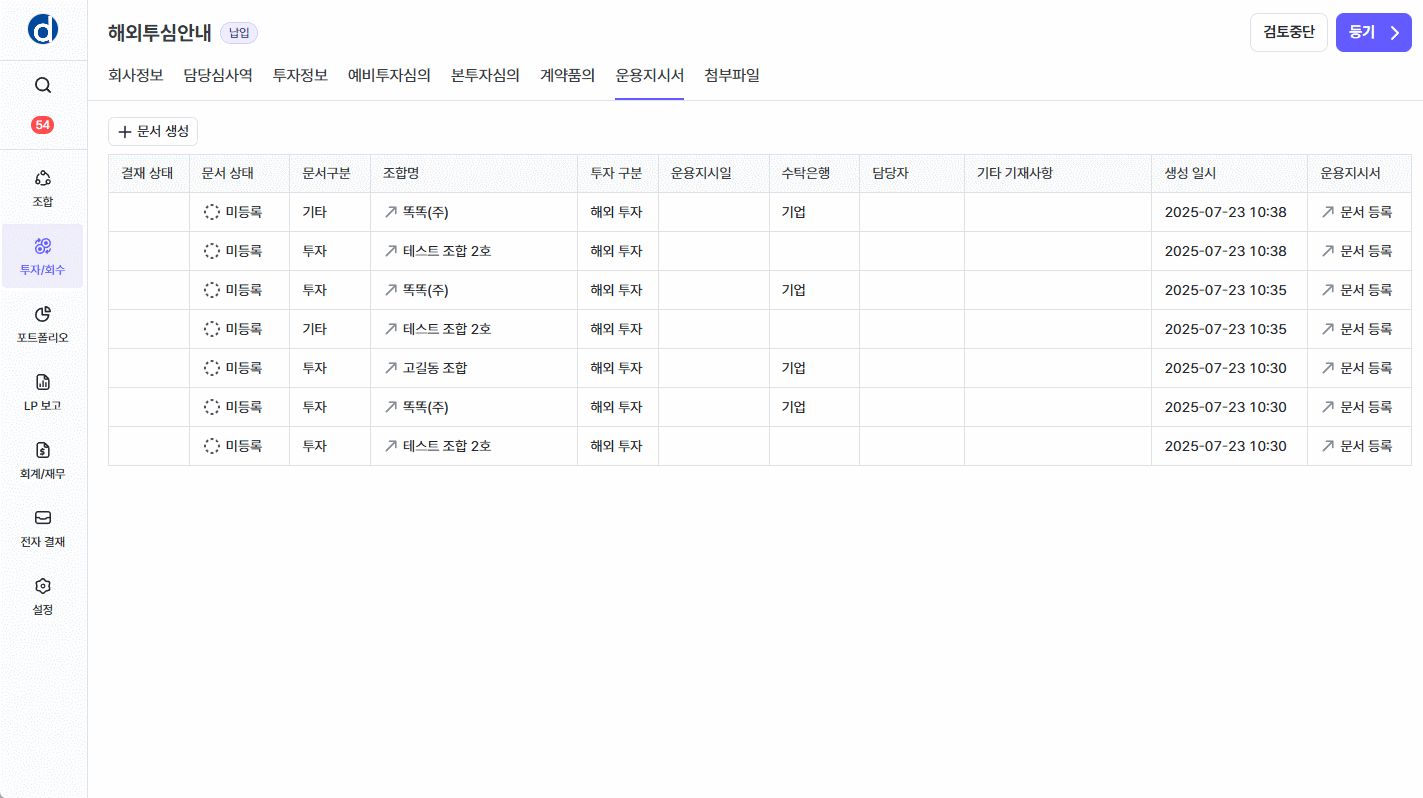 d
해외투심안내 납입
검토중단 등기
회사정보 담당심사역 투자정보 예비투자심의 본투자심의 계약품의 운용지시서 첨부파일
54
조합
투자/회수
포트폴리오
LP 보고
회계/재무
전자 결재
설정
문서 생성
결재 상태 문서 상태 문서구분 조합명 투자 구분 운용지시일 수탁은행 담당자 기타 기재사항 생성 일시 운용지시서
미등록 기타 똑똑(주) 해외 투자 기업 2025-07-23 10:38 문서 등록
미등록 투자 테스트 조합 2호 해외 투자 2025-07-23 10:38 문서 등록
미등록 투자 똑똑(주) 해외 투자 기업 2025-07-23 10:35 문서 등록
미등록 기타 테스트 조합 2호 해외 투자 2025-07-23 10:35 문서 등록
미등록 투자 고길동 조합 해외 투자 기업 2025-07-23 10:30 문서 등록
미등록 투자 똑똑(주) 해외 투자 기업 2025-07-23 10:30 문서 등록
미등록 투자 테스트 조합 2호 해외 투자 2025-07-23 10:30 문서 등록